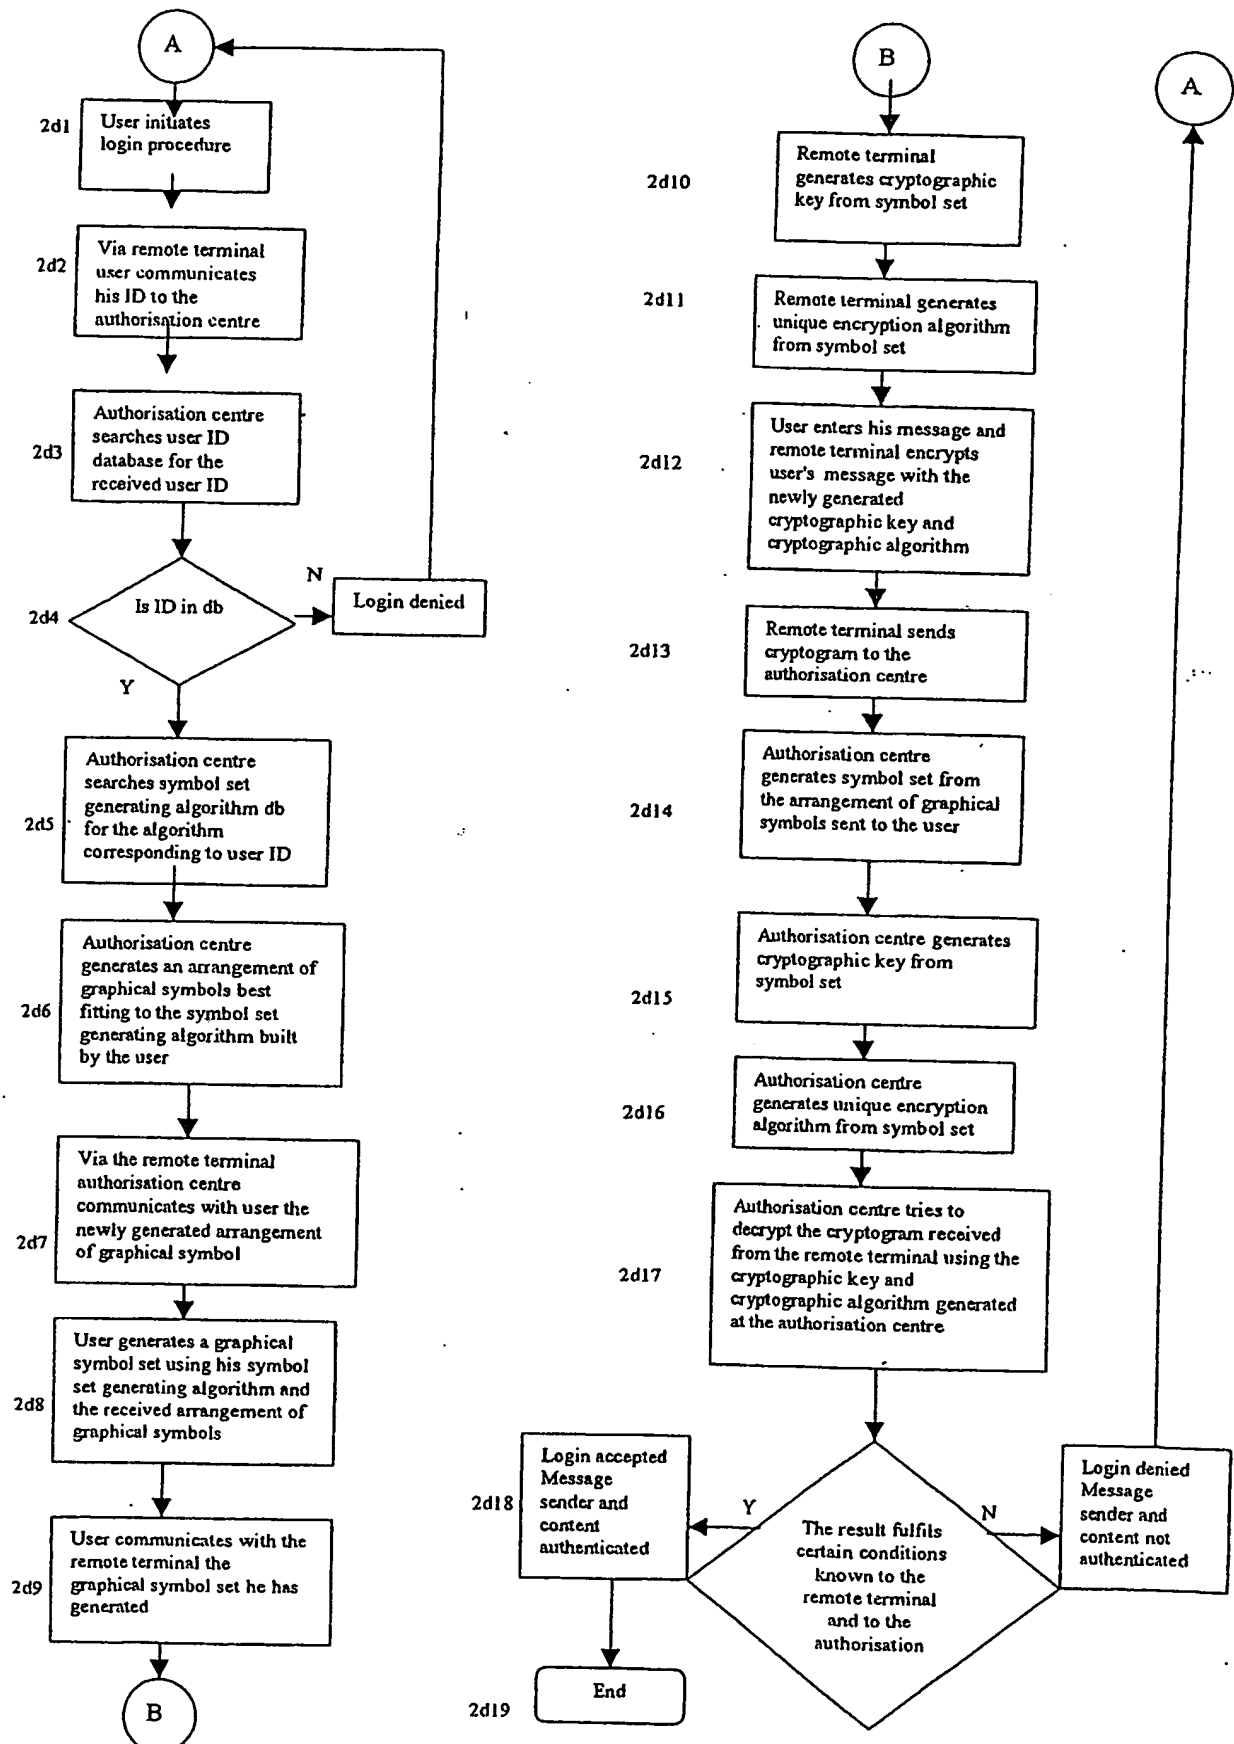 A
2d1
User initiates
login procedure
2d2
Via remote terminal
user communicates
his ID to the
authorisation centre
2d3
Authorisation centre
searches user ID
database for the
received user ID
2d4
Is ID in db
N
Login denied
Y
2d5
Authorisation centre
searches symbol set
generating algorithm db
for the algorithm
corresponding to user ID
2d6
Authorisation centre
generates an arrangement of
graphical symbols best
fitting to the symbol set
generating algorithm built
by the user
2d7
Via the remote terminal
authorisation centre
communicates with user the
newly generated arrangement
of graphical symbol
2d8
User generates a graphical
symbol set using his symbol
set generating algorithm and
the received arrangement of
graphical symbols
2d9
User communicates with the
remote terminal the
graphical symbol set he has
generated
B
B
2d10
Remote terminal
generates cryptographic
key from symbol set
2d11
Remote terminal generates
unique encryption algorithm
from symbol set
2d12
User enters his message and
remote terminal encrypts
user's message with the
newly generated
cryptographic key and
cryptographic algorithm
2d13
Remote terminal sends
cryptogram to the
authorisation centre
2d14
Authorisation centre
generates symbol set from
the arrangement of graphical
symbols sent to the user
2d15
Authorisation centre generates
cryptographic key from
symbol set
2d16
Authorisation centre
generates unique encryption
algorithm from symbol set
2d17
Authorisation centre tries to
decrypt the cryptogram received
from the remote terminal using the
cryptographic key and
cryptographic algorithm generated
at the authorisation centre
2d18
Login accepted
Message
sender and
content
authenticated
Y
The result fulfils
certain conditions
known to the
remote terminal
and to the
authorisation
N
Login denied
Message
sender and
content not
authenticated
A
2d19
End